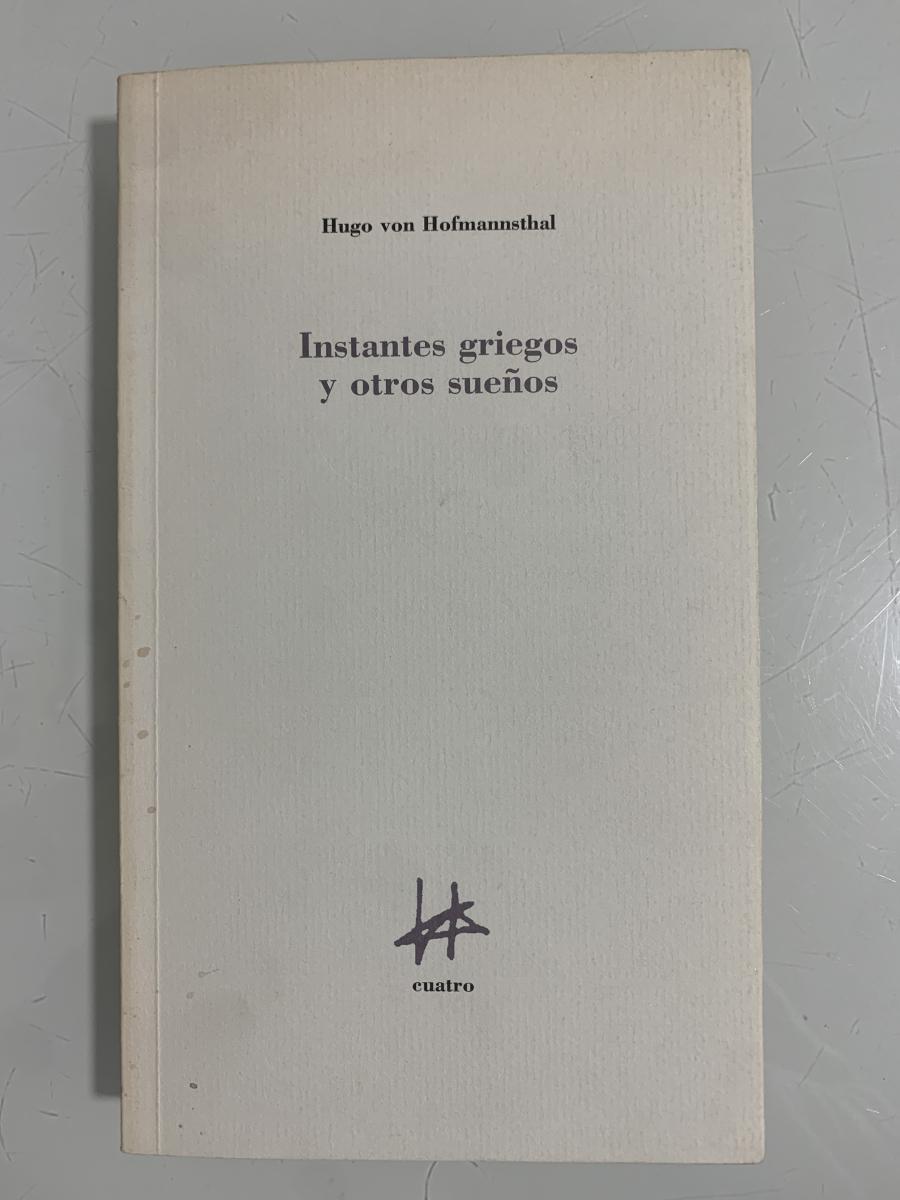 Hugo von Hofmannsthal
Instantes griegos
y otros sueños
cuatro